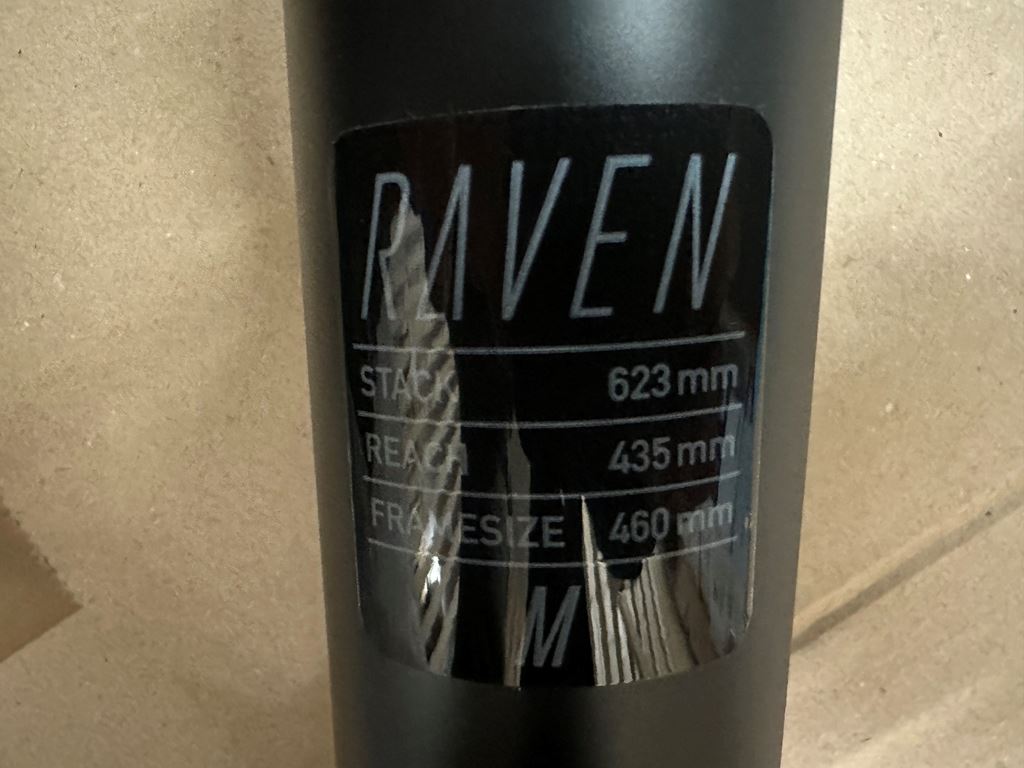 RAVEN
STACK 623 mm
REACH 435 mm
FRAMESIZE 460 mm
M